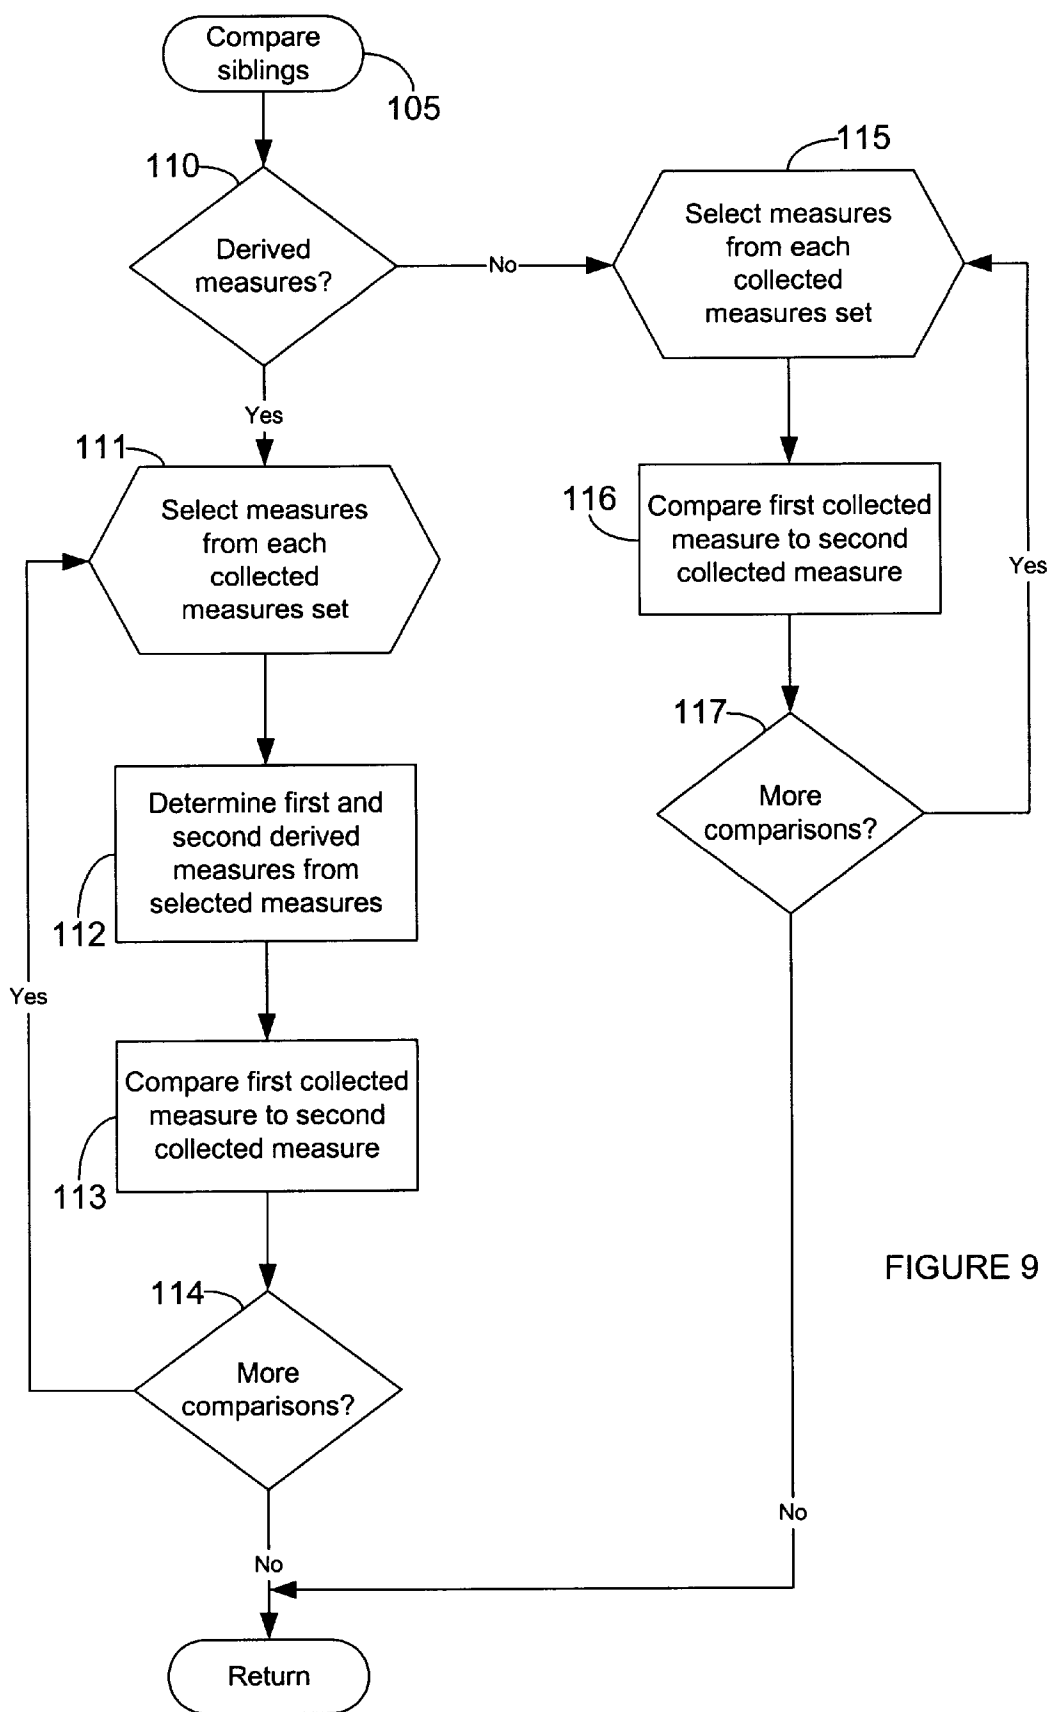 Compare
siblings
105
110
Derived
measures?
No
115
Select measures
from each
collected
measures set
Yes
111
Select measures
from each
collected
measures set
116
Compare first collected
measure to second
collected measure
Yes
117
More
comparisons?
Determine first and
second derived
measures from
selected measures
112
Yes
Compare first collected
measure to second
collected measure
113
FIGURE 9
114
More
comparisons?
No
No
Return